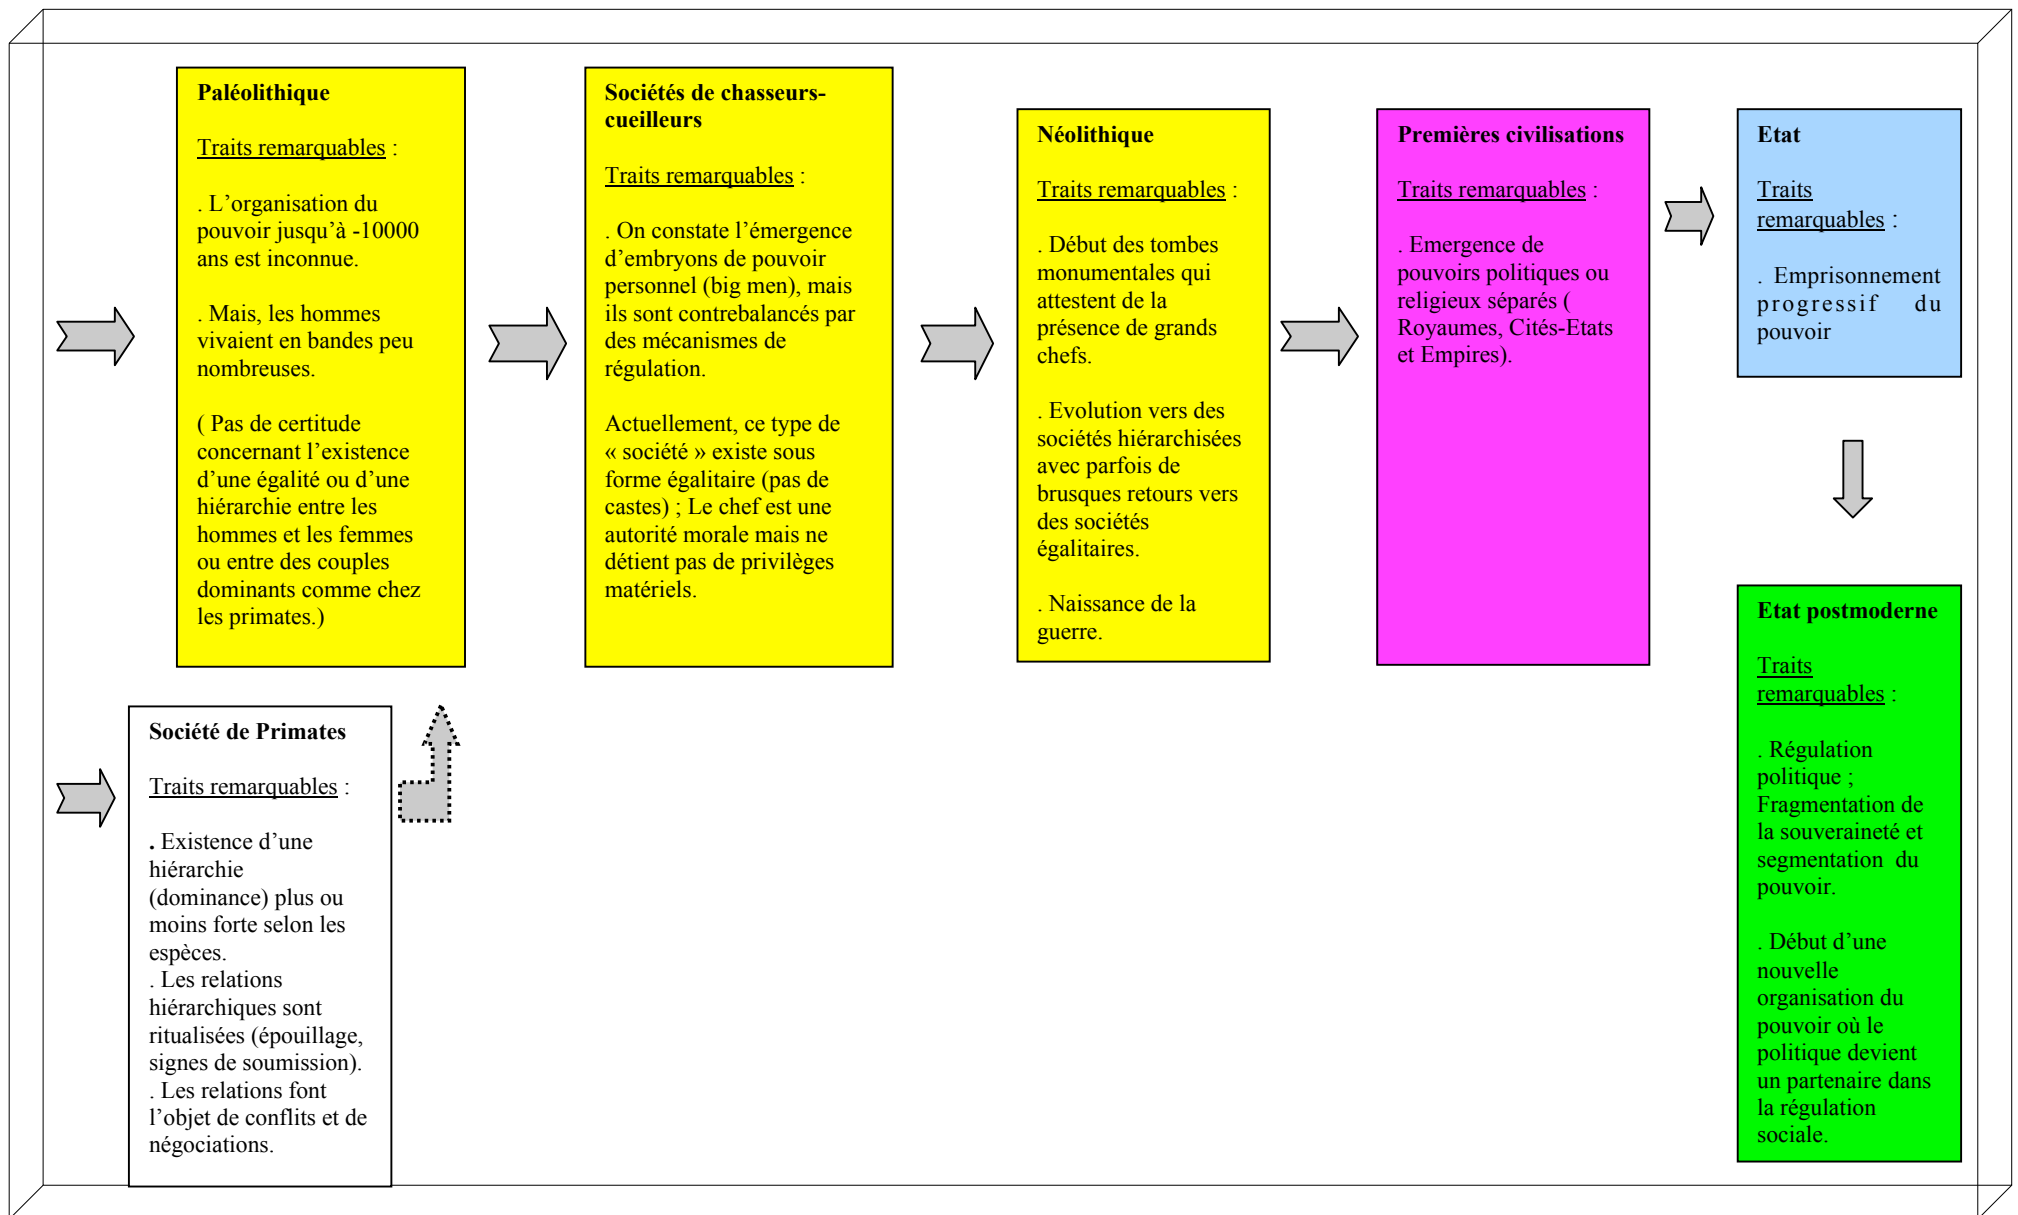 Paléolithique
Traits remarquables :
. L’organisation du
pouvoir jusqu’à -10000
ans est inconnue.
. Mais, les hommes
vivaient en bandes peu
nombreuses.
( Pas de certitude
concernant l’existence
d’une égalité ou d’une
hiérarchie entre les
hommes et les femmes
ou entre des couples
dominants comme chez
les primates.)
Sociétés de chasseurs-
cueilleurs
Traits remarquables :
. On constate l’émergence
d’embryons de pouvoir
personnel (big men), mais
ils sont contrebalancés par
des mécanismes de
régulation.
Actuellement, ce type de
« société » existe sous
forme égalitaire (pas de
castes) ; Le chef est une
autorité morale mais ne
détient pas de privilèges
matériels.
Néolithique
Traits remarquables :
. Début des tombes
monumentales qui
attestent de la
présence de grands
chefs.
. Evolution vers des
sociétés hiérarchisées
avec parfois de
brusques retours vers
des sociétés
égalitaires.
. Naissance de la
guerre.
Premières civilisations
Traits remarquables :
. Emergence de
pouvoirs politiques ou
religieux séparés (
Royaumes, Cités-Etats
et Empires).
Etat
Traits
remarquables :
. Emprisonnement
progressif du
pouvoir
Société de Primates
Traits remarquables :
. Existence d’une
hiérarchie
(dominance) plus ou
moins forte selon les
espèces.
. Les relations
hiérarchiques sont
ritualisées (épouillage,
signes de soumission).
. Les relations font
l’objet de conflits et de
négociations.
Etat postmoderne
Traits
remarquables :
. Régulation
politique ;
Fragmentation de
la souveraineté et
segmentation du
pouvoir.
. Début d’une
nouvelle
organisation du
pouvoir où le
politique devient
un partenaire dans
la régulation
sociale.